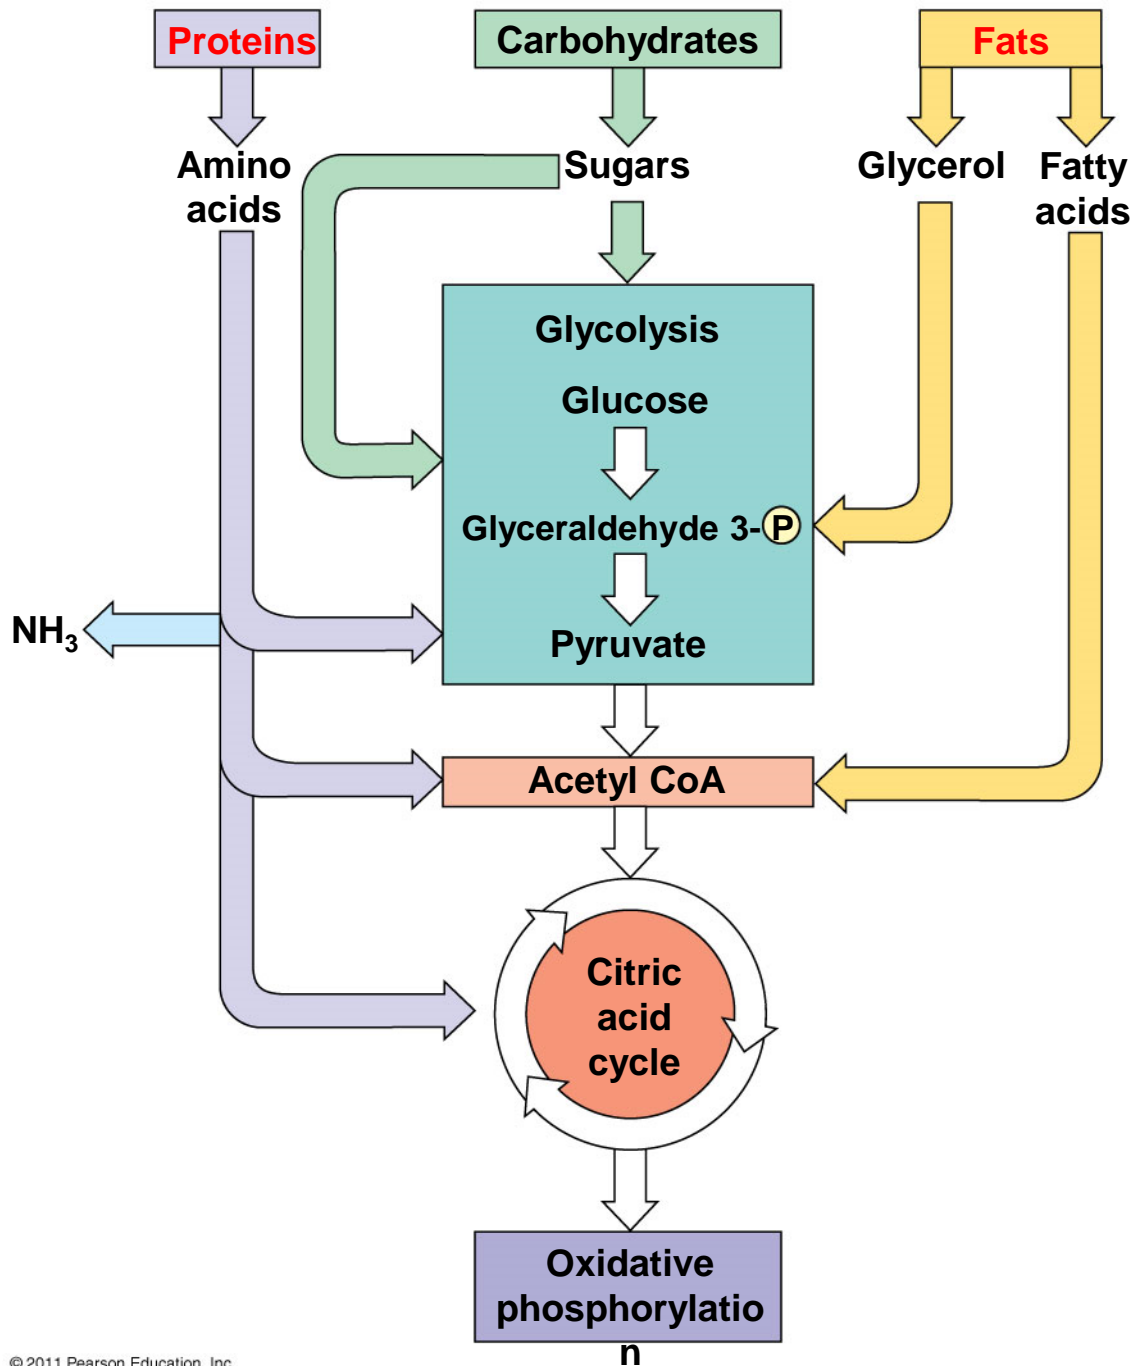 Proteins
Carbohydrates
Fats
Amino
acids
Sugars
Glycerol
Fatty
acids
Glycolysis
Glucose
Glyceraldehyde 3-P
NH₃
Pyruvate
Acetyl CoA
Citric
acid
cycle
Oxidative
phosphorylatio
n
© 2011 Pearson Education, Inc.